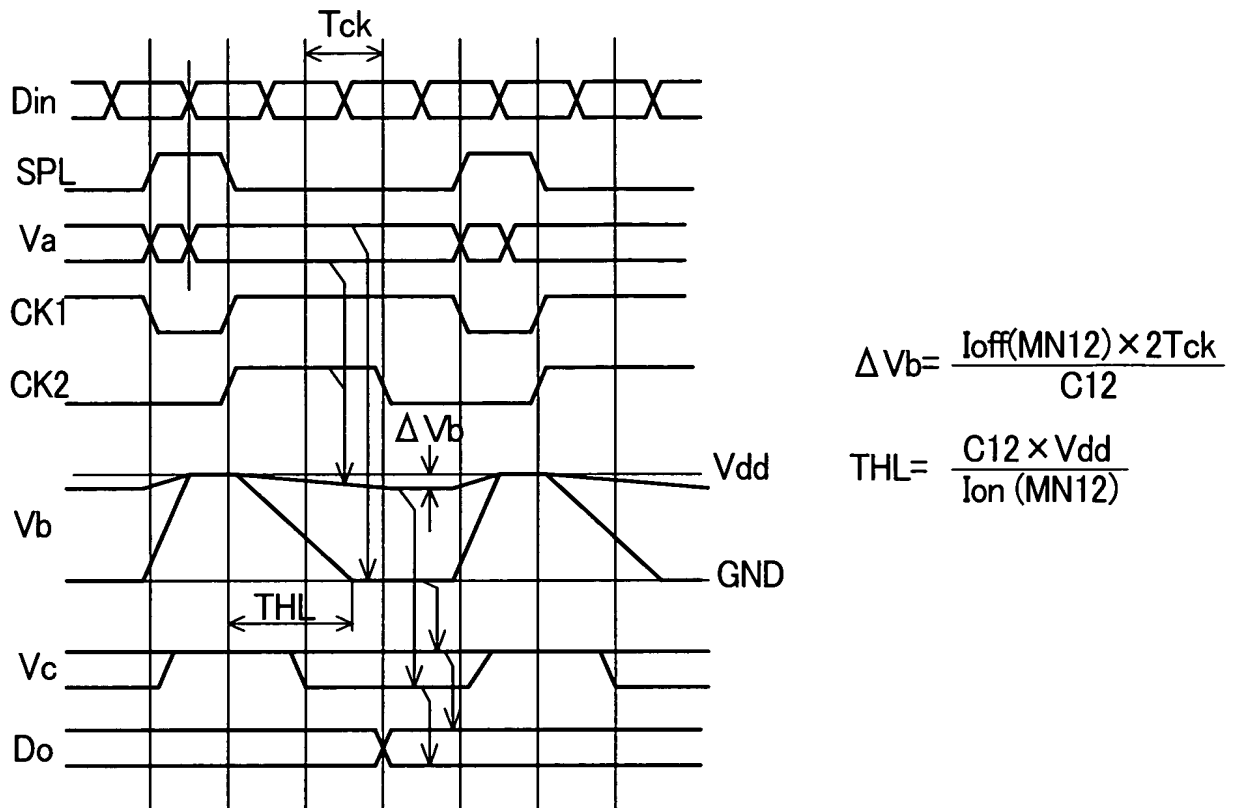 Tck
Din
SPL
Va
CK1
CK2
ΔVb
Vdd
Vb
GND
THL
Vc
Do
ΔVb= Ioff(MN12)×2Tck
C12
THL= C12×Vdd
Ion (MN12)